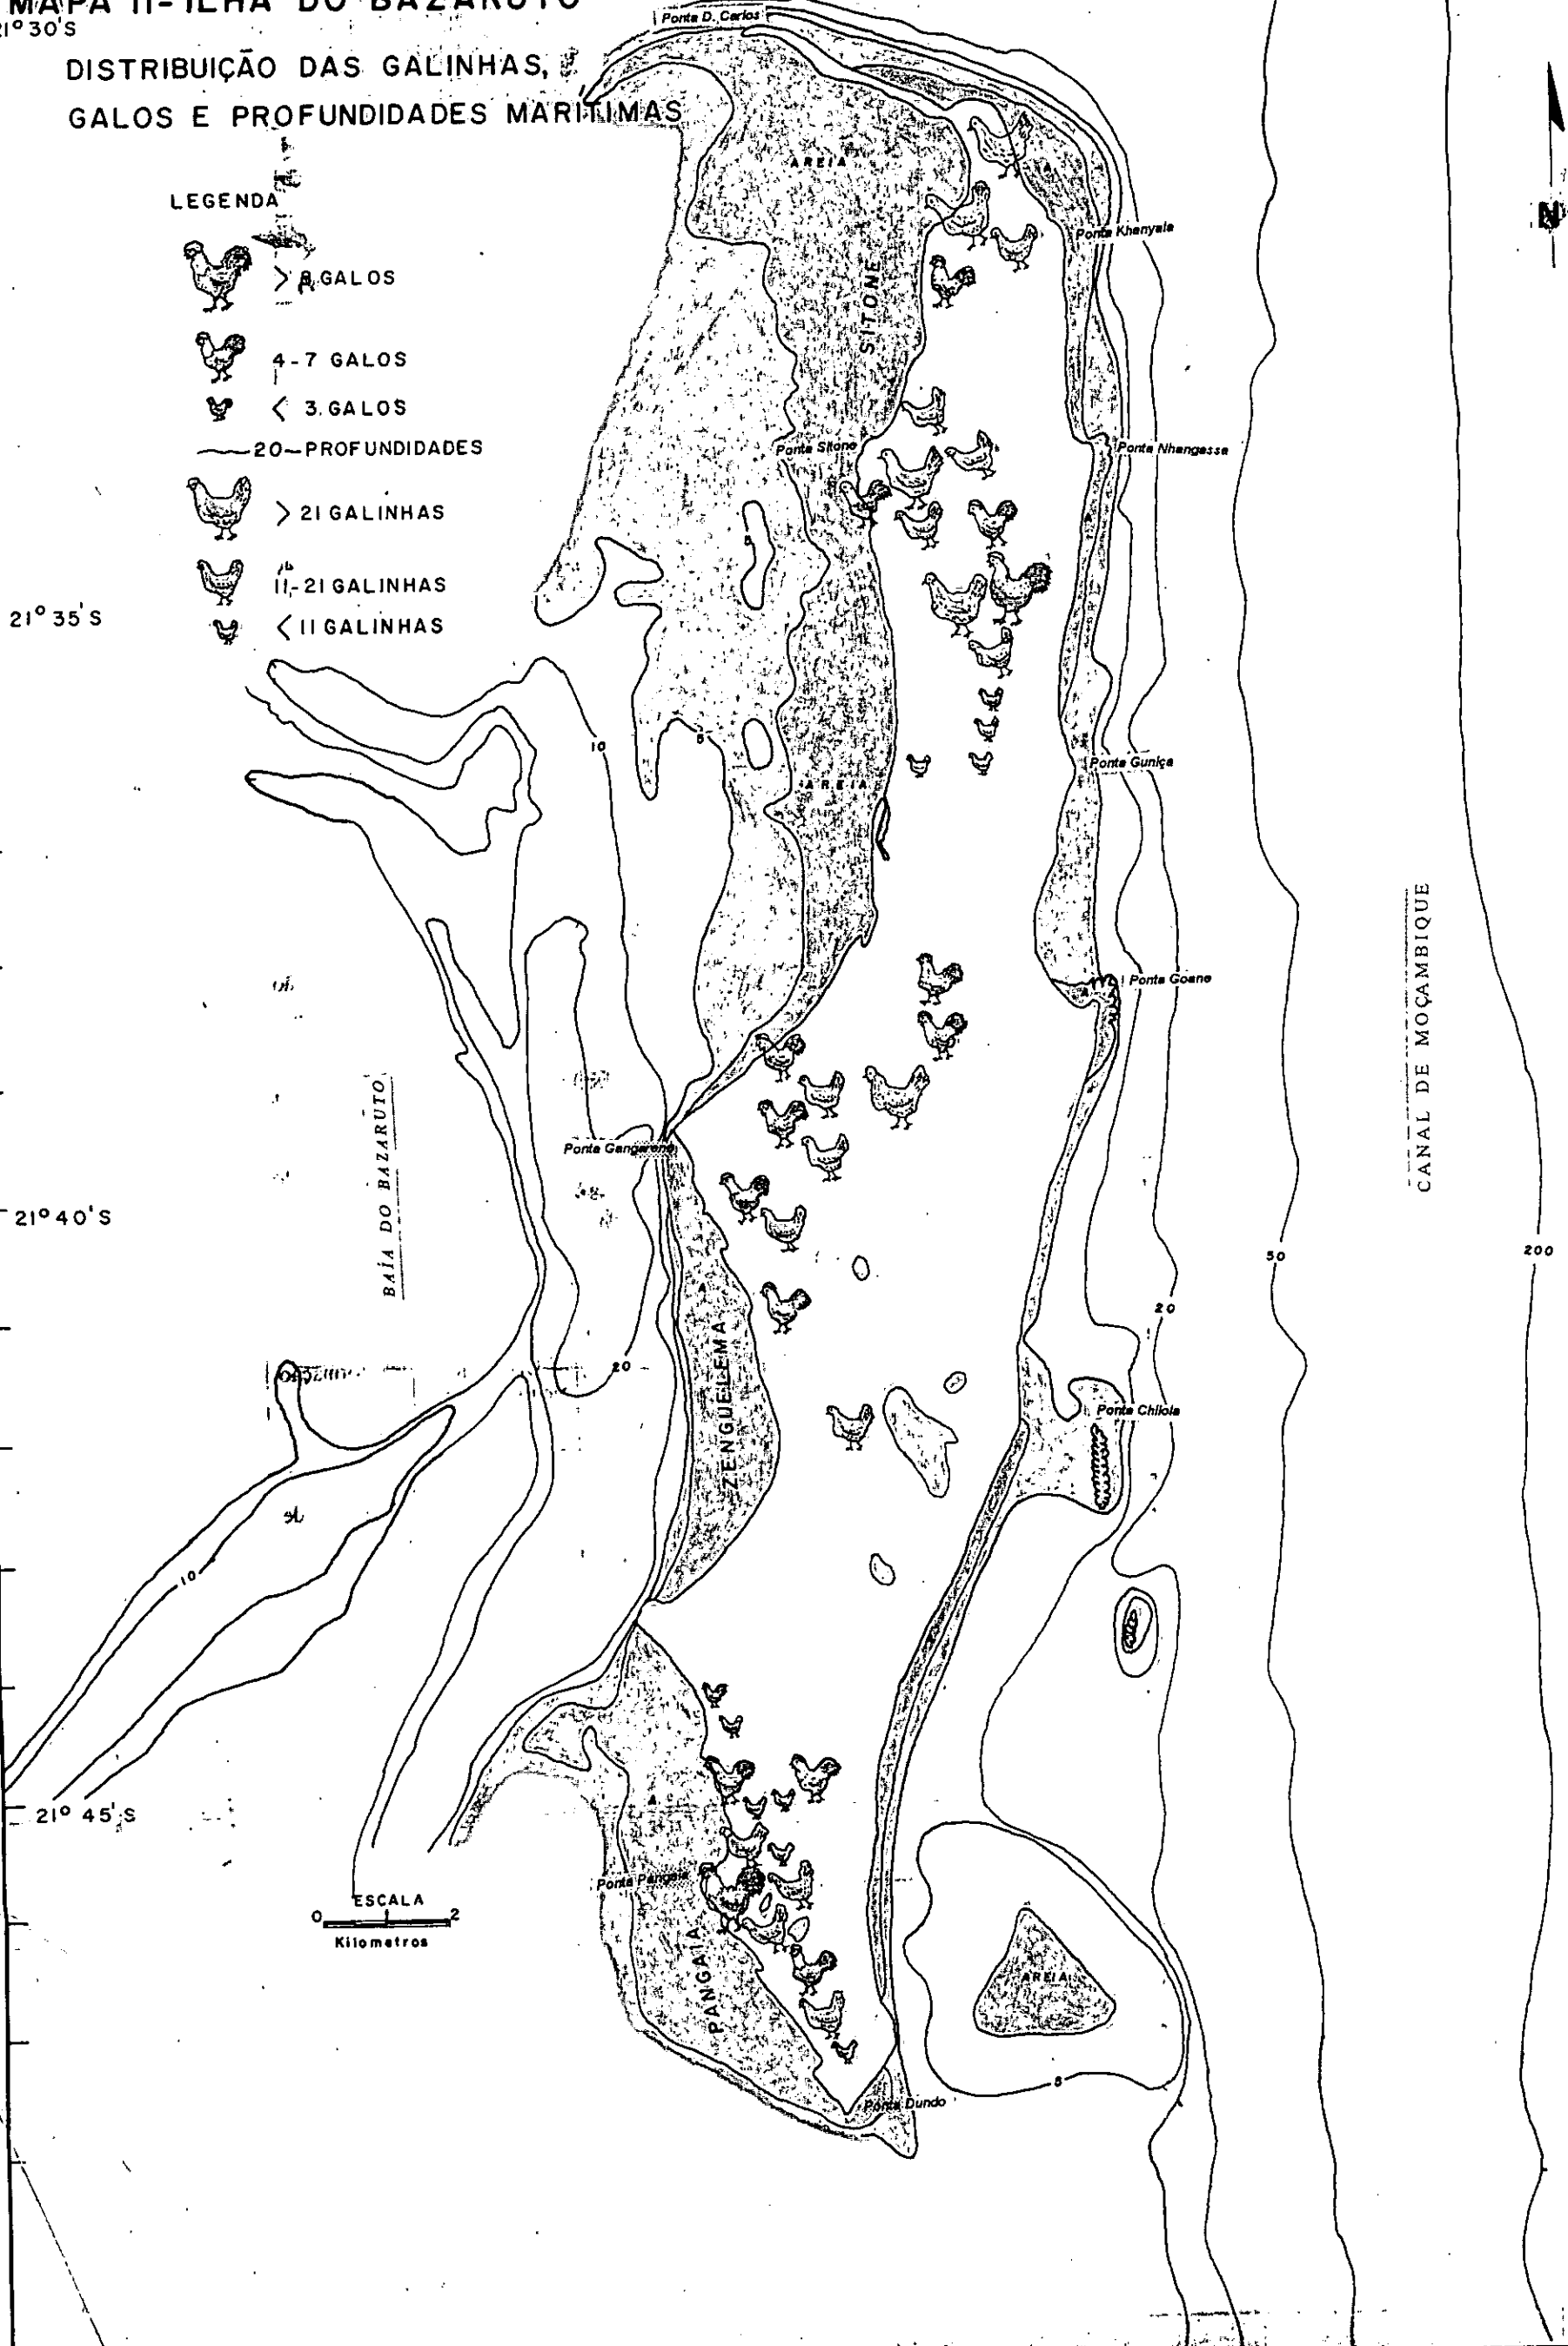 MAPA II-ILHA DO BAZARUTO
21°30'S
DISTRIBUIÇÃO DAS GALINHAS,
GALOS E PROFUNDIDADES MARÍTIMAS
LEGENDA
> 8 GALOS
4-7 GALOS
< 3. GALOS
20-PROFUNDIDADES
> 21 GALINHAS
11-21 GALINHAS
< 11 GALINHAS
Ponta D. Carlos
AREIA
A
Ponta Khenyala
SITONE
N
Ponta Sitone
Ponta Nhangassa
5
21° 35'S
10
5
Ponta Guniça
AREIA
Ponta Goane
A
CANAL DE MOÇAMBIQUE
BAÍA DO BAZARUTO
Ponta Gangarene
21° 40'S
50
200
A
20
20
ZENGUELEMA
Ponta Chilola
10
21° 45'S
A
Ponta Pangaia
ESCALA
0 2
Kilometros
PANGAIA
AREIA
5
Ponta Dundo